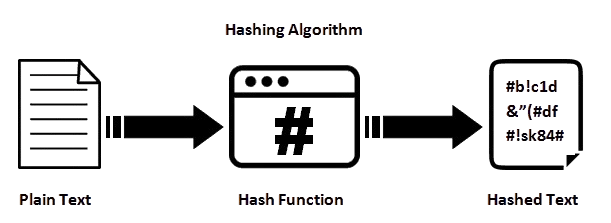 Hashing Algorithm
#
#b!c1d
&”(#df
#!sk84#
Plain Text
Hash Function
Hashed Text